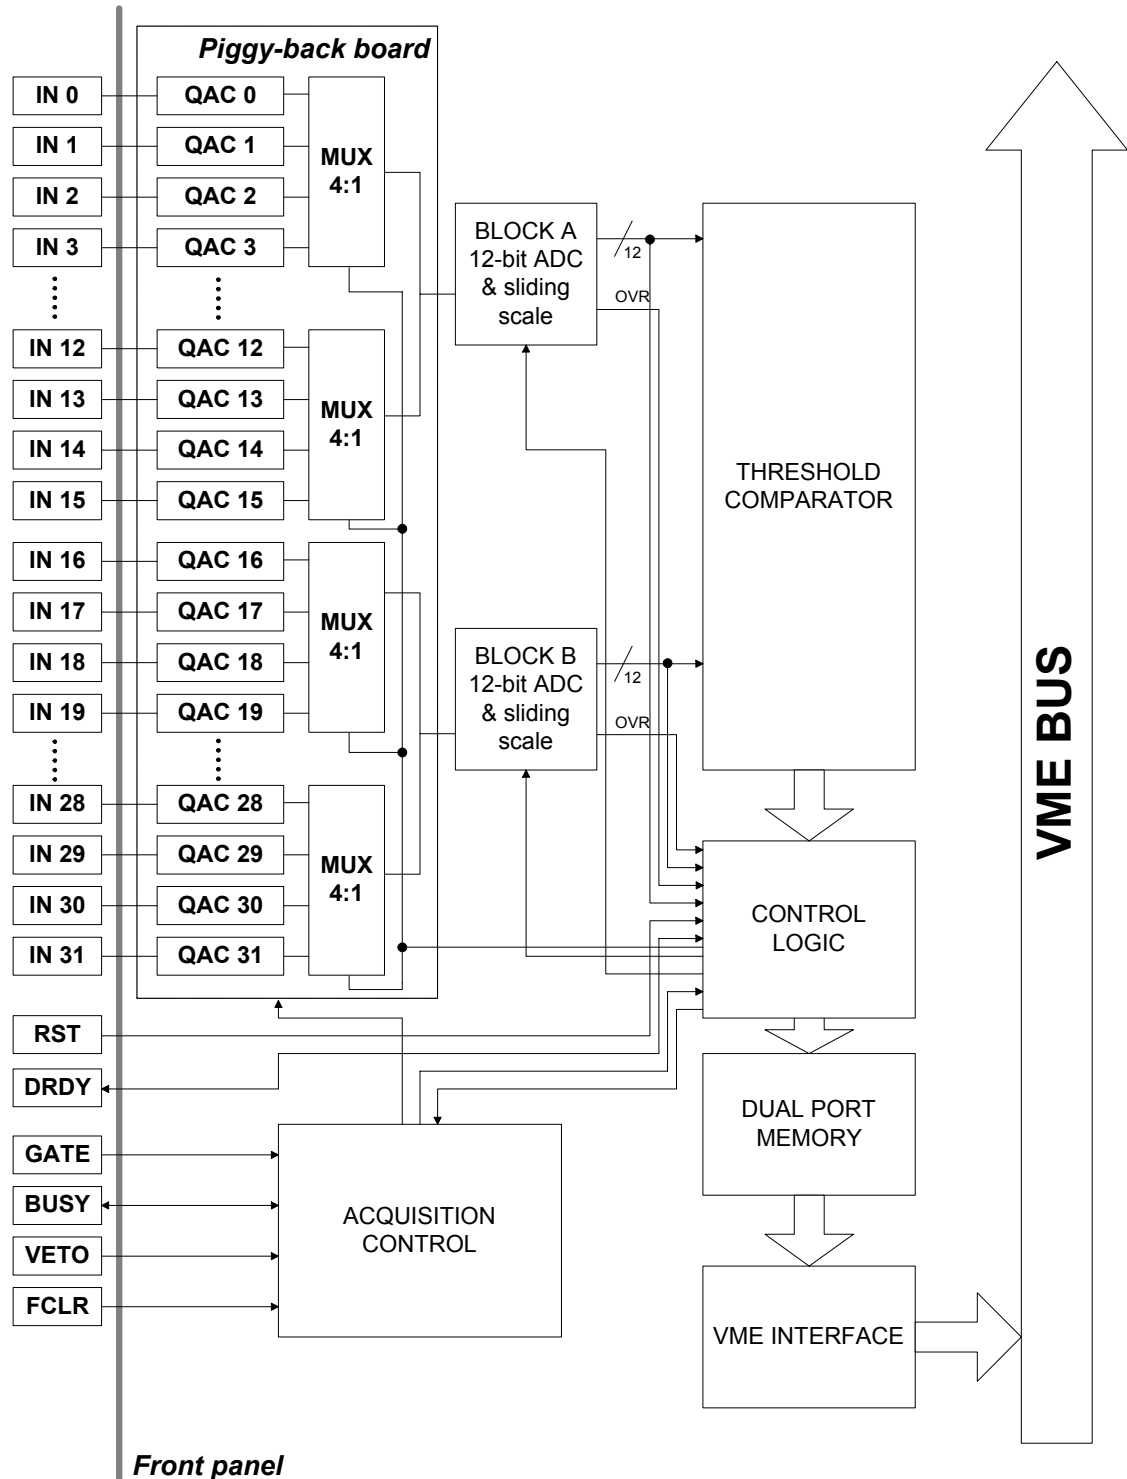 Piggy-back board
IN 0
QAC 0
IN 1
QAC 1
IN 2
QAC 2
IN 3
QAC 3
MUX
4:1
IN 12
QAC 12
IN 13
QAC 13
IN 14
QAC 14
IN 15
QAC 15
MUX
4:1
IN 16
QAC 16
IN 17
QAC 17
IN 18
QAC 18
IN 19
QAC 19
MUX
4:1
IN 28
QAC 28
IN 29
QAC 29
IN 30
QAC 30
IN 31
QAC 31
MUX
4:1
BLOCK A
12-bit ADC
& sliding
scale
12
OVR
BLOCK B
12-bit ADC
& sliding
scale
12
OVR
THRESHOLD
COMPARATOR
CONTROL
LOGIC
DUAL PORT
MEMORY
VME INTERFACE
VME BUS
RST
DRDY
GATE
BUSY
VETO
FCLR
ACQUISITION
CONTROL
Front panel